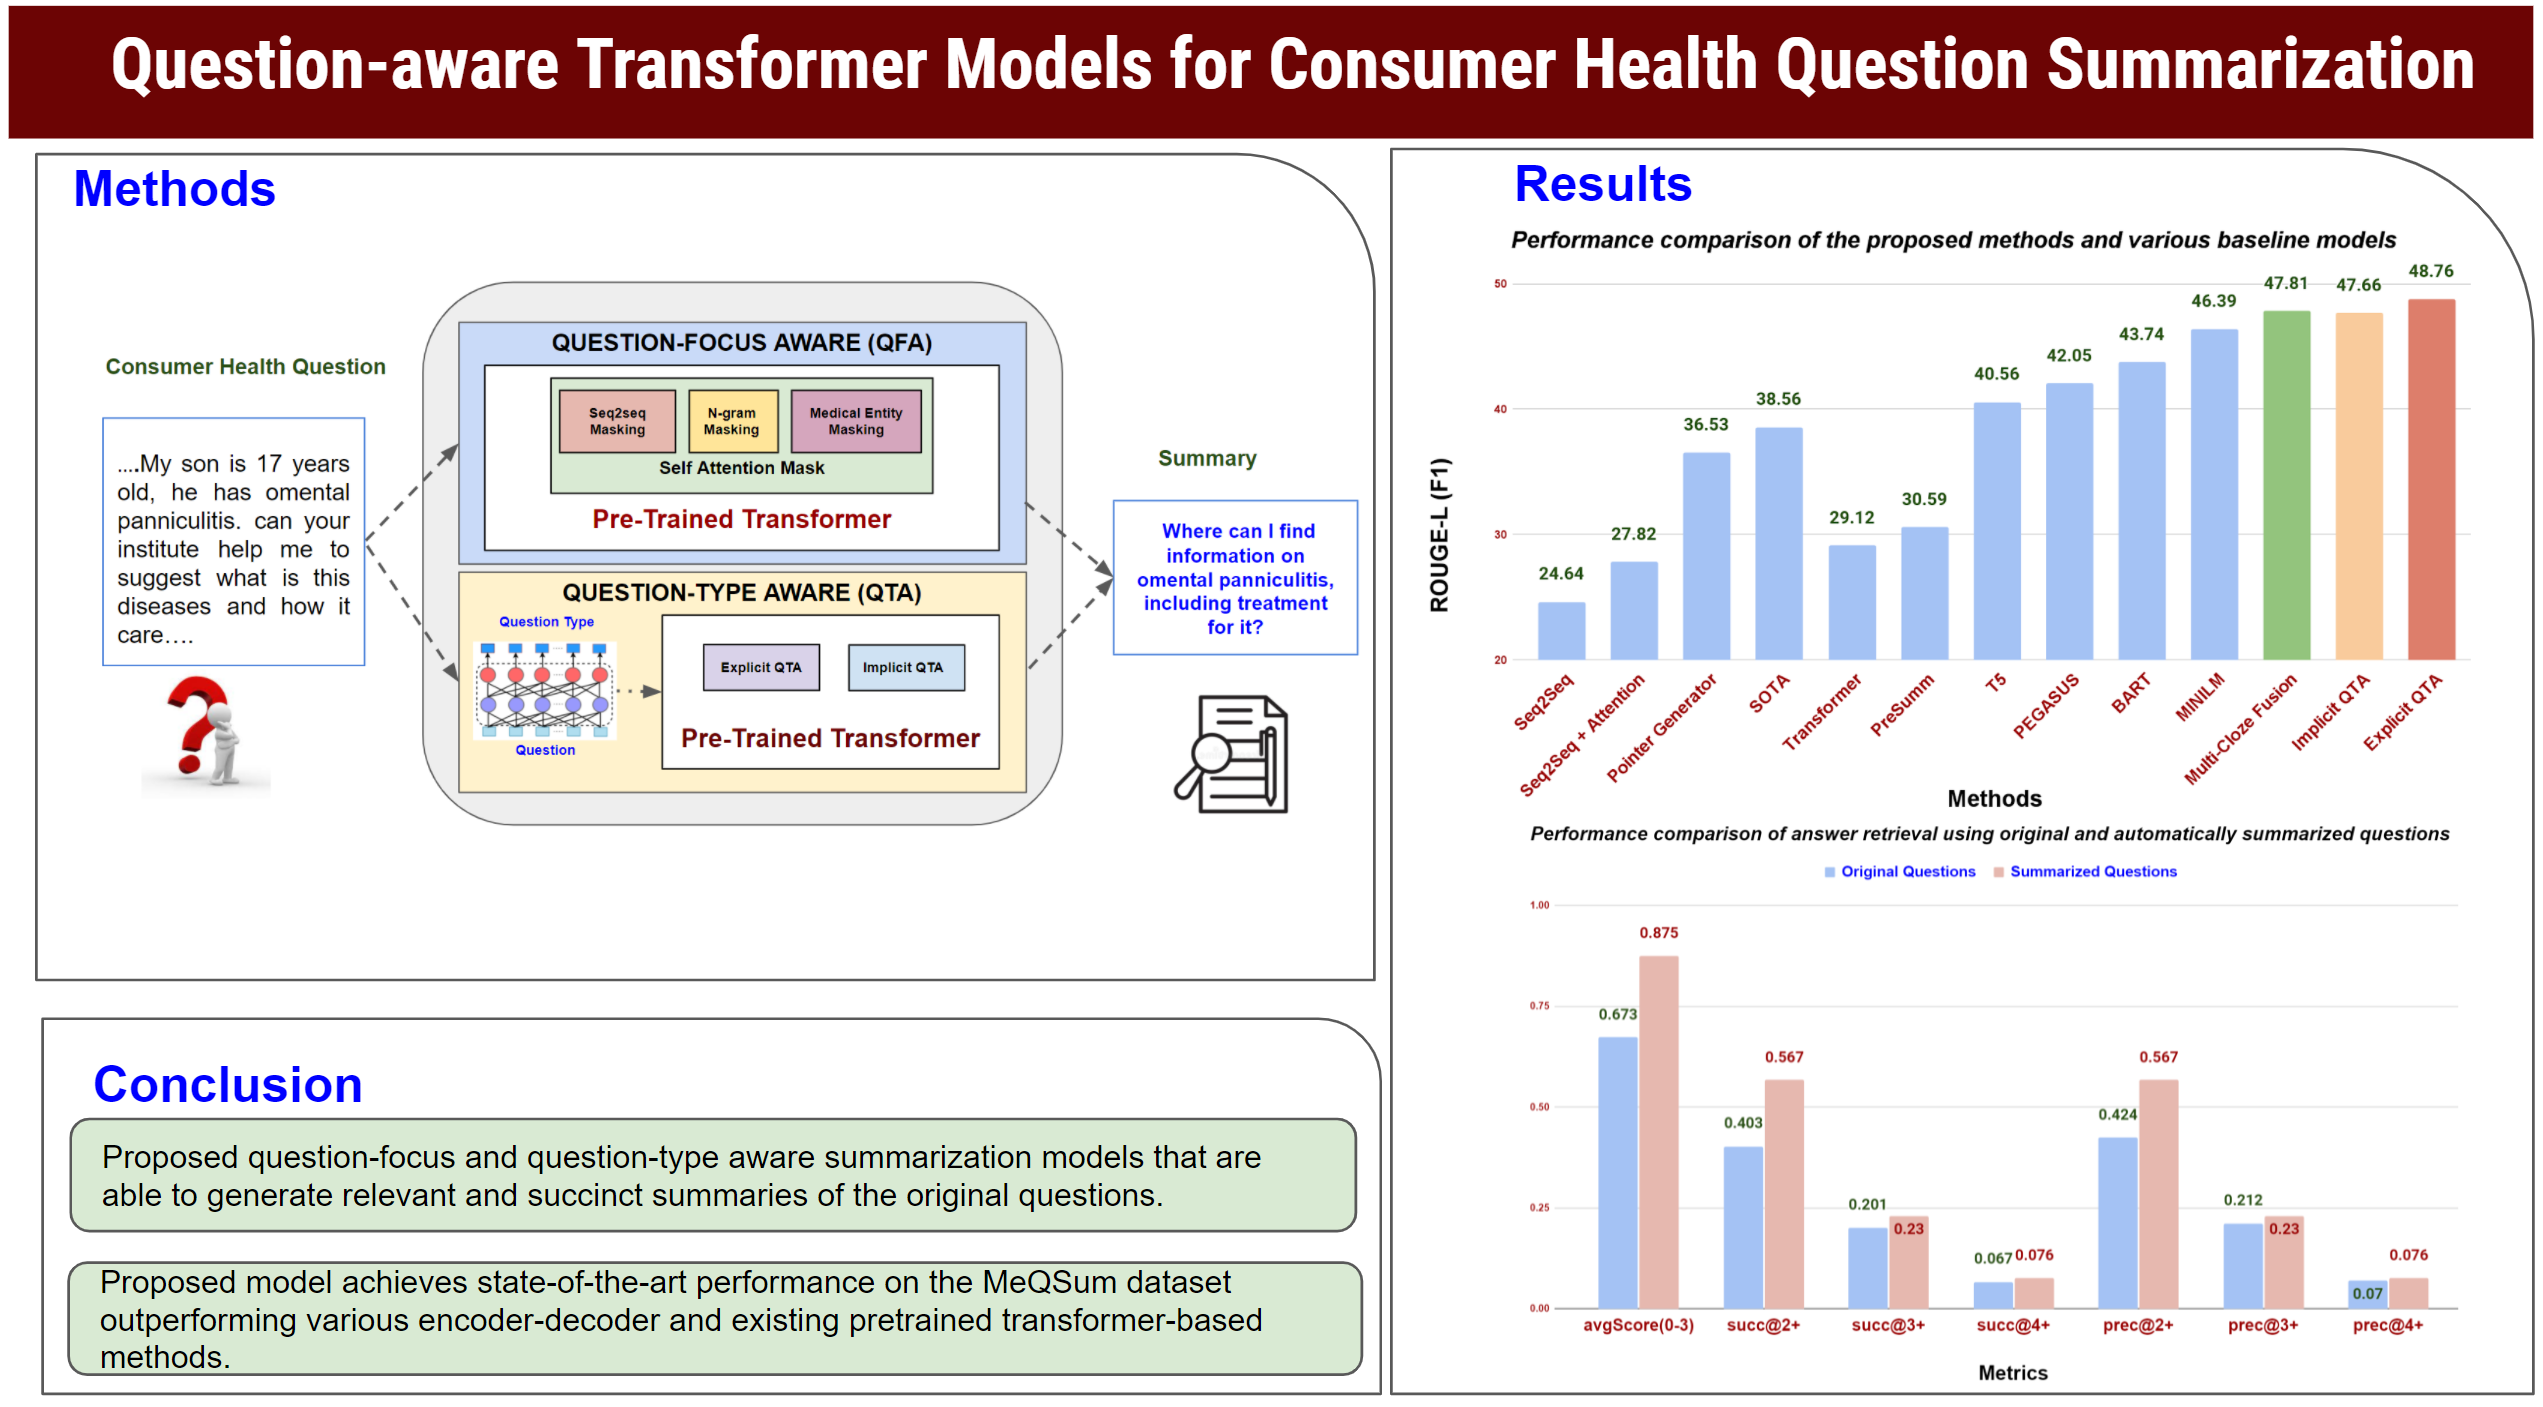 Question-aware Transformer Models for Consumer Health Question Summarization
Methods
Consumer Health Question
....My son is 17 years
old, he has omental
panniculitis. can your
institute help me to
suggest what is this
diseases and how it
care….
QUESTION-FOCUS AWARE (QFA)
Seq2seq
Masking
N-gram
Masking
Medical Entity
Masking
Self Attention Mask
Pre-Trained Transformer
QUESTION-TYPE AWARE (QTA)
Question Type
Question
Explicit QTA
Implicit QTA
Pre-Trained Transformer
Summary
Where can I find
information on
omental panniculitis,
including treatment
for it?
Conclusion
Proposed question-focus and question-type aware summarization models that are
able to generate relevant and succinct summaries of the original questions.
Proposed model achieves state-of-the-art performance on the MeQSum dataset
outperforming various encoder-decoder and existing pretrained transformer-based
methods.
Results
Performance comparison of the proposed methods and various baseline models
ROUGE-L (F1)
50
40
30
20
24.64
27.82
36.53
38.56
29.12
30.59
40.56
42.05
43.74
46.39
47.81
47.66
48.76
Seq2Seq
Seq2Seq + Attention
Pointer Generator
SOTA
Transformer
PreSumm
T5
PEGASUS
BART
MINILM
Multi-Cloze Fusion
Implicit QTA
Explicit QTA
Methods
Performance comparison of answer retrieval using original and automatically summarized questions
Original Questions
Summarized Questions
1.00
0.75
0.50
0.25
0.00
0.673
0.875
0.403
0.567
0.201
0.23
0.067
0.076
0.424
0.567
0.212
0.23
0.07
0.076
avgScore(0-3)
succ@2+
succ@3+
succ@4+
prec@2+
prec@3+
prec@4+
Metrics